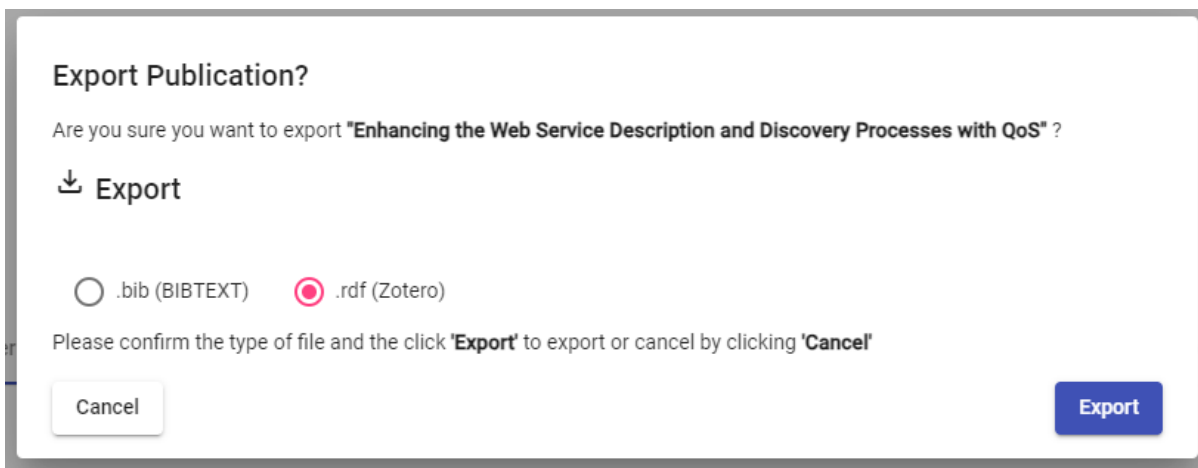 Export Publication?
Are you sure you want to export "Enhancing the Web Service Description and Discovery Processes with QoS" ?
Export
.bib (BIBTEXT) .rdf (Zotero)
Please confirm the type of file and the click 'Export' to export or cancel by clicking 'Cancel'
Cancel Export